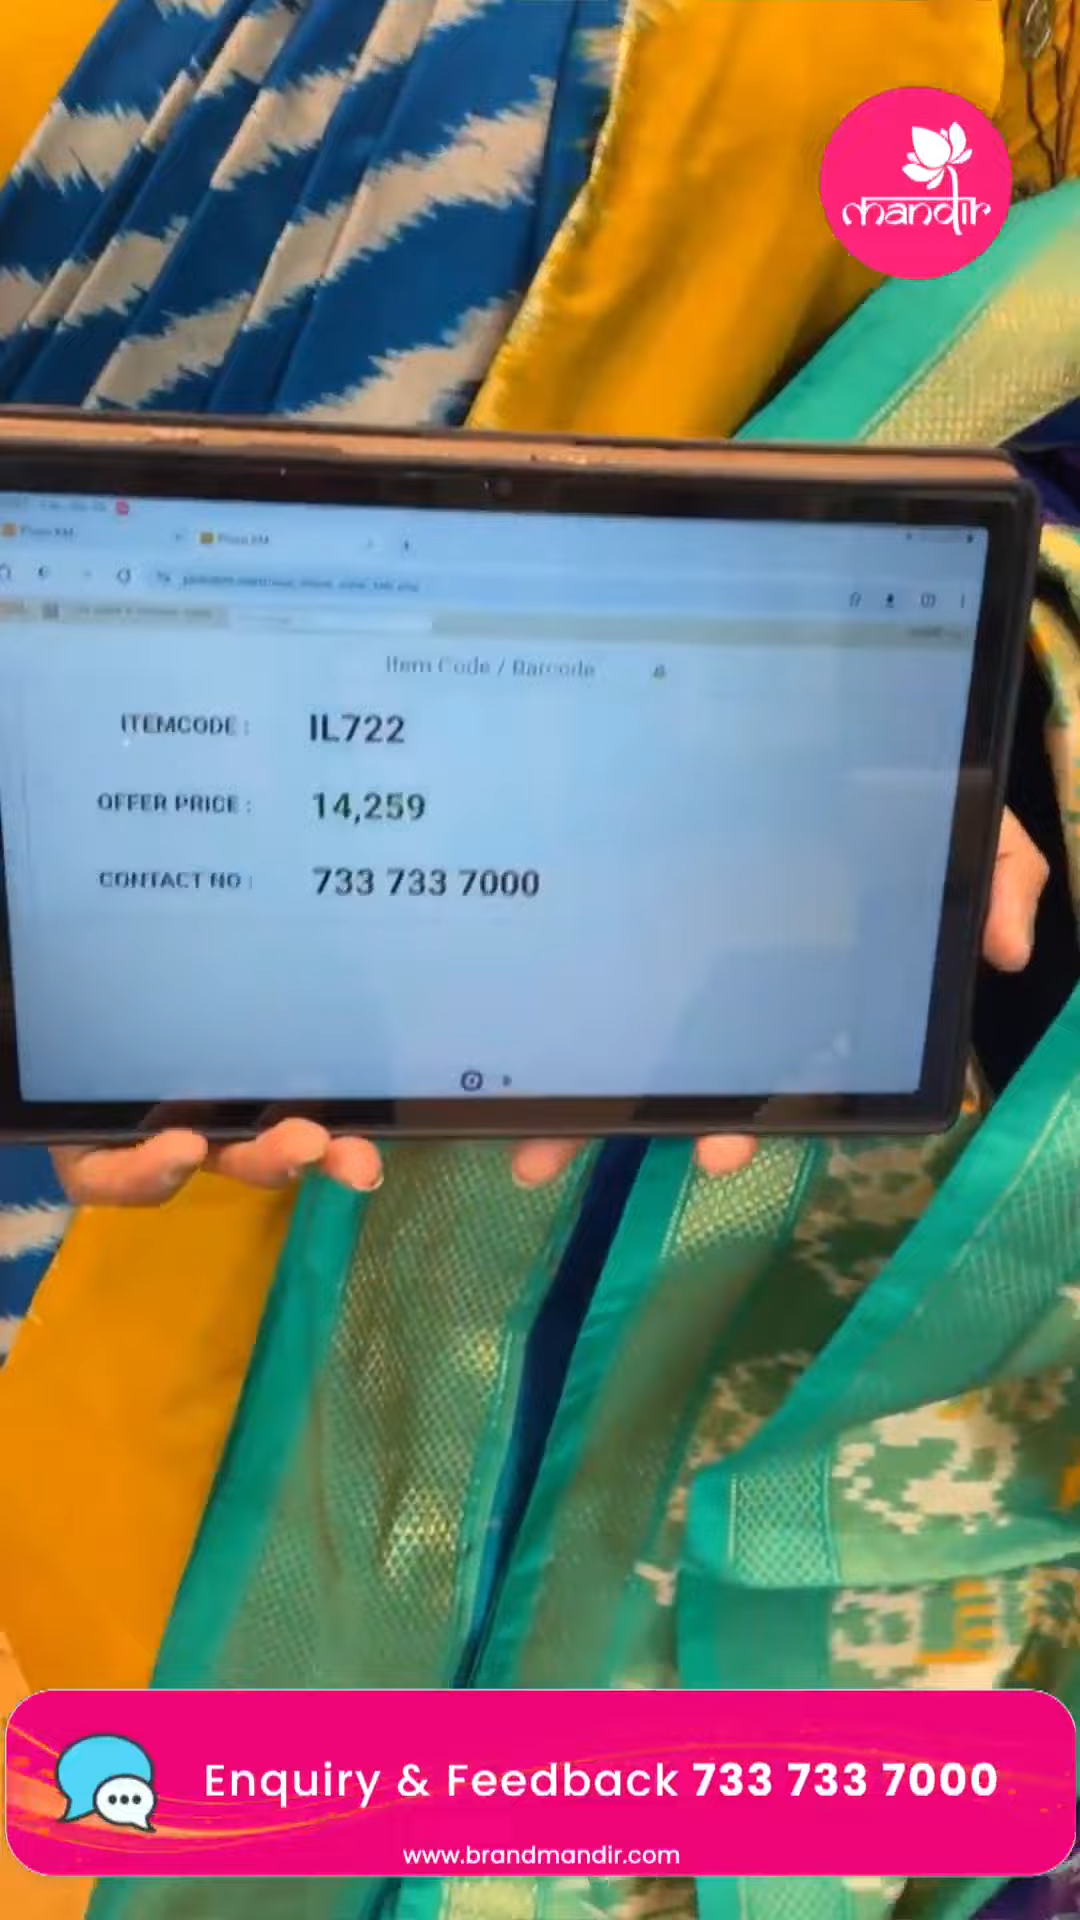 mandir
Item Code / Barcode
ITEMCODE : IL722
OFFER PRICE : 14,259
CONTACT NO : 733 733 7000
Enquiry & Feedback 733 733 7000
www.brandmandir.com